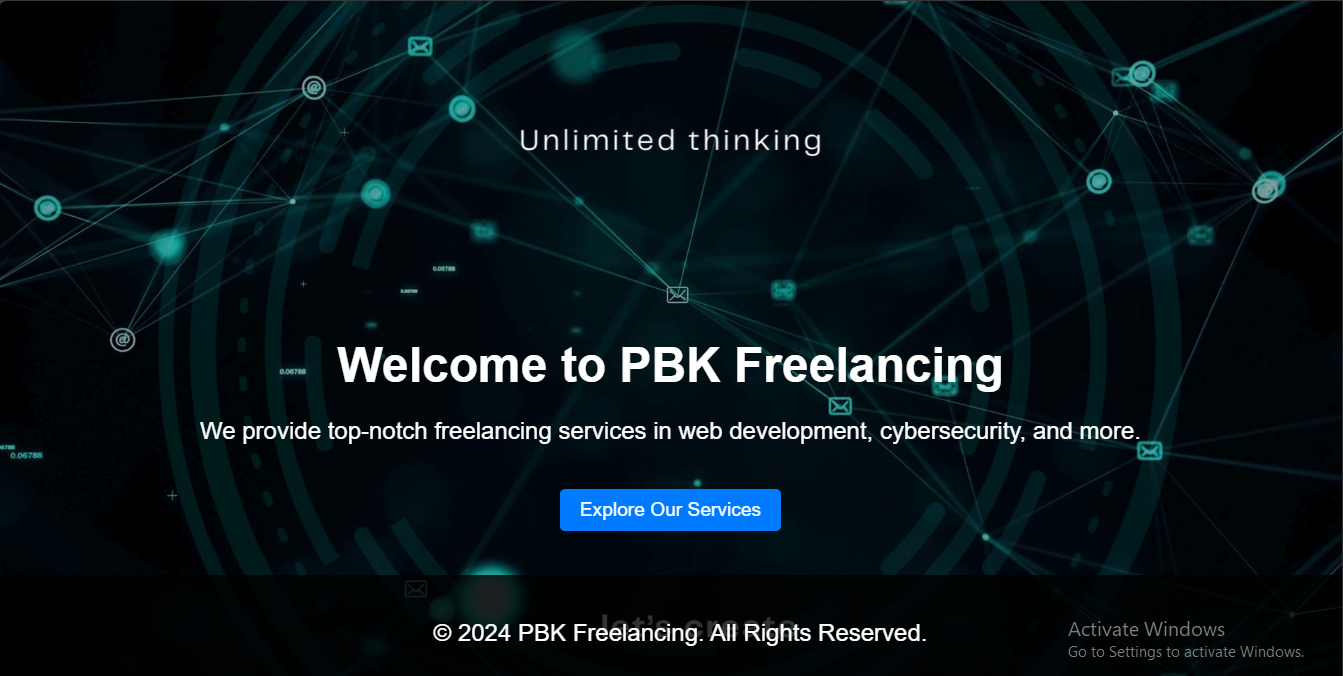 Unlimited thinking
0.06788
0.06788
Welcome to PBK Freelancing
0.06788
We provide top-notch freelancing services in web development, cybersecurity, and more.
0.06788
Explore Our Services
let's create
© 2024 PBK Freelancing. All Rights Reserved.
Activate Windows
Go to Settings to activate Windows.